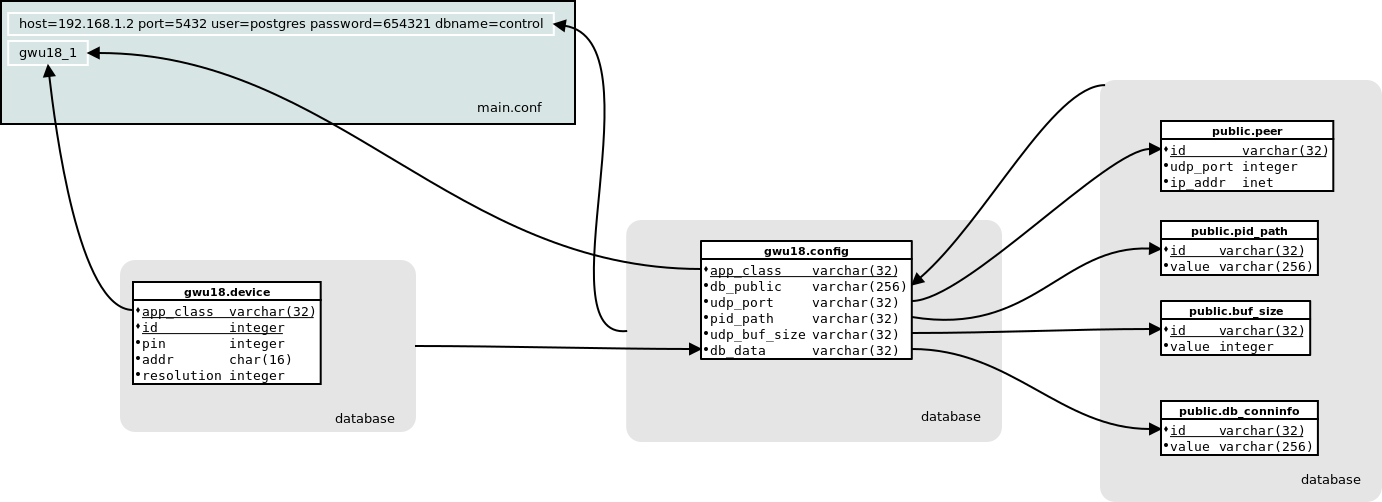 host=192.168.1.2 port=5432 user=postgres password=654321 dbname=control
gwu18_1
main.conf
gwu18.device
app_class varchar(32)
id integer
pin integer
addr char(16)
resolution integer
database
gwu18.config
app_class varchar(32)
db_public varchar(256)
udp_port varchar(32)
pid_path varchar(32)
udp_buf_size varchar(32)
db_data varchar(32)
database
public.peer
id varchar(32)
udp_port integer
ip_addr inet
public.pid_path
id varchar(32)
value varchar(256)
public.buf_size
id varchar(32)
value integer
public.db_conninfo
id varchar(32)
value varchar(256)
database